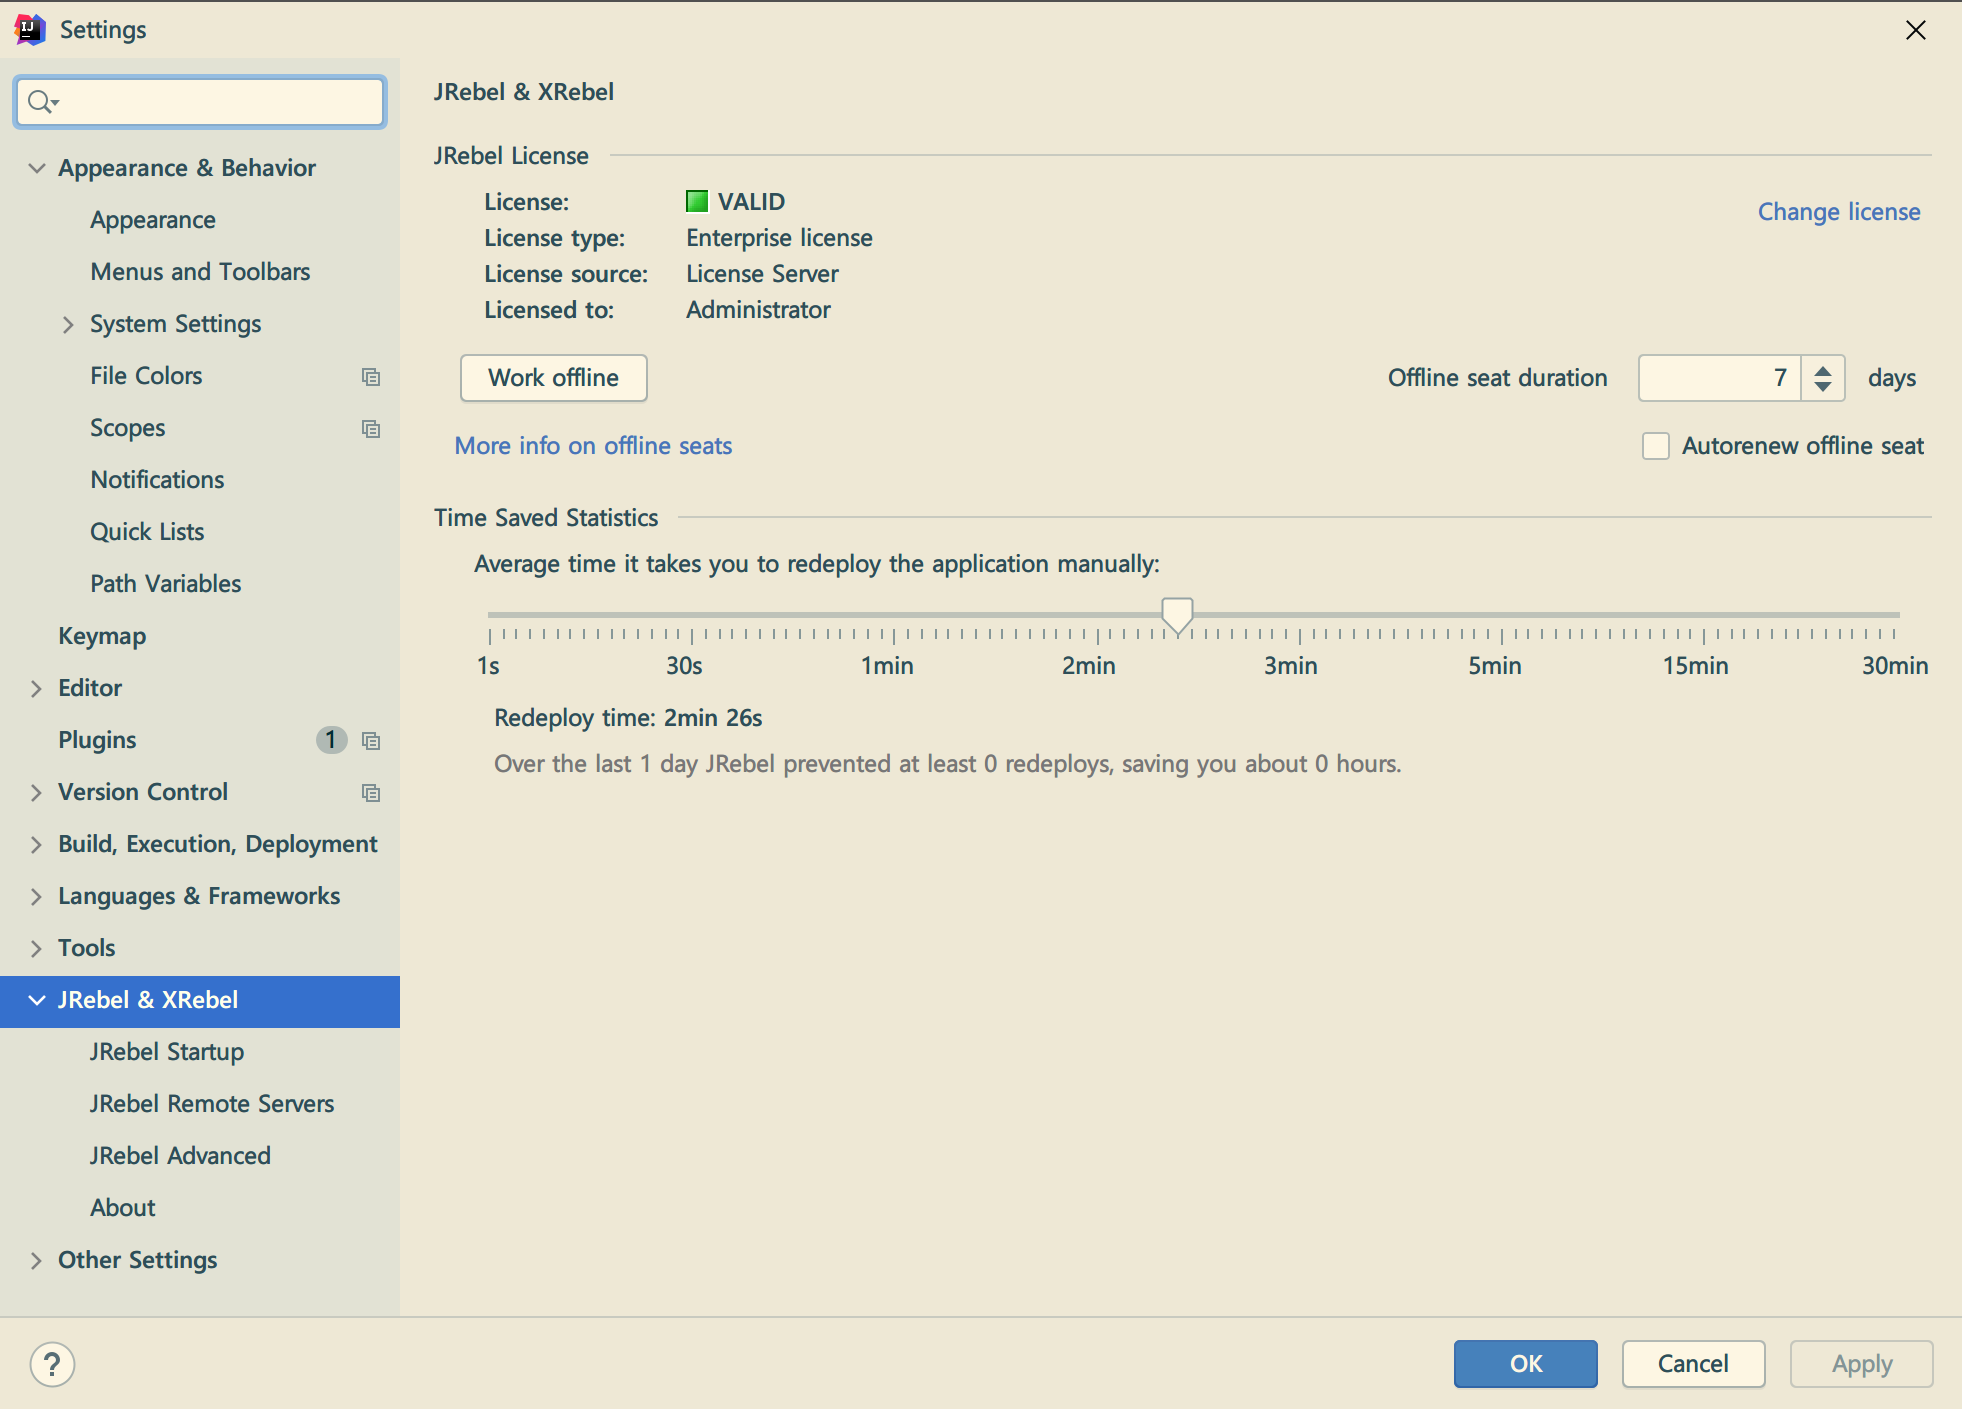 IJ
Settings
Appearance & Behavior
Appearance
Menus and Toolbars
System Settings
File Colors
Scopes
Notifications
Quick Lists
Path Variables
Keymap
Editor
Plugins 1
Version Control
Build, Execution, Deployment
Languages & Frameworks
Tools
JRebel & XRebel
JRebel Startup
JRebel Remote Servers
JRebel Advanced
About
Other Settings
JRebel & XRebel
JRebel License
License: VALID
Change license
License type: Enterprise license
License source: License Server
Licensed to: Administrator
Work offline
Offline seat duration 7 days
More info on offline seats
Autorenew offline seat
Time Saved Statistics
Average time it takes you to redeploy the application manually:
1s 30s 1min 2min 3min 5min 15min 30min
Redeploy time: 2min 26s
Over the last 1 day JRebel prevented at least 0 redeploys, saving you about 0 hours.
?
OK
Cancel
Apply